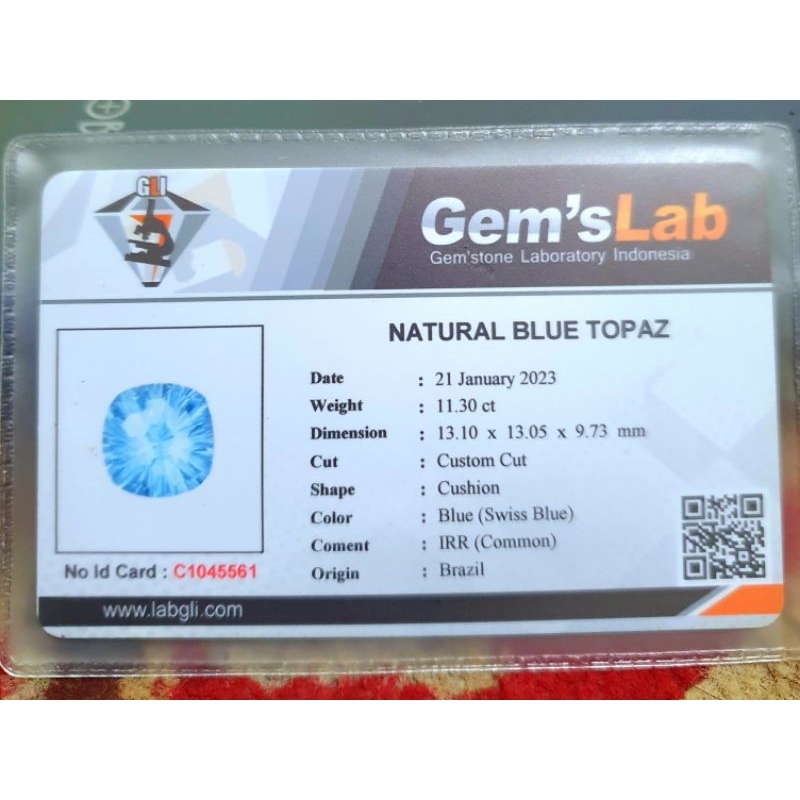 GLI
Gem'sLab
Gem'stone Laboratory Indonesia
NATURAL BLUE TOPAZ
Date : 21 January 2023
Weight : 11.30 ct
Dimension : 13.10 x 13.05 x 9.73 mm
Cut : Custom Cut
Shape : Cushion
Color : Blue (Swiss Blue)
Coment : IRR (Common)
Origin : Brazil
No Id Card : C1045561
www.labgli.com